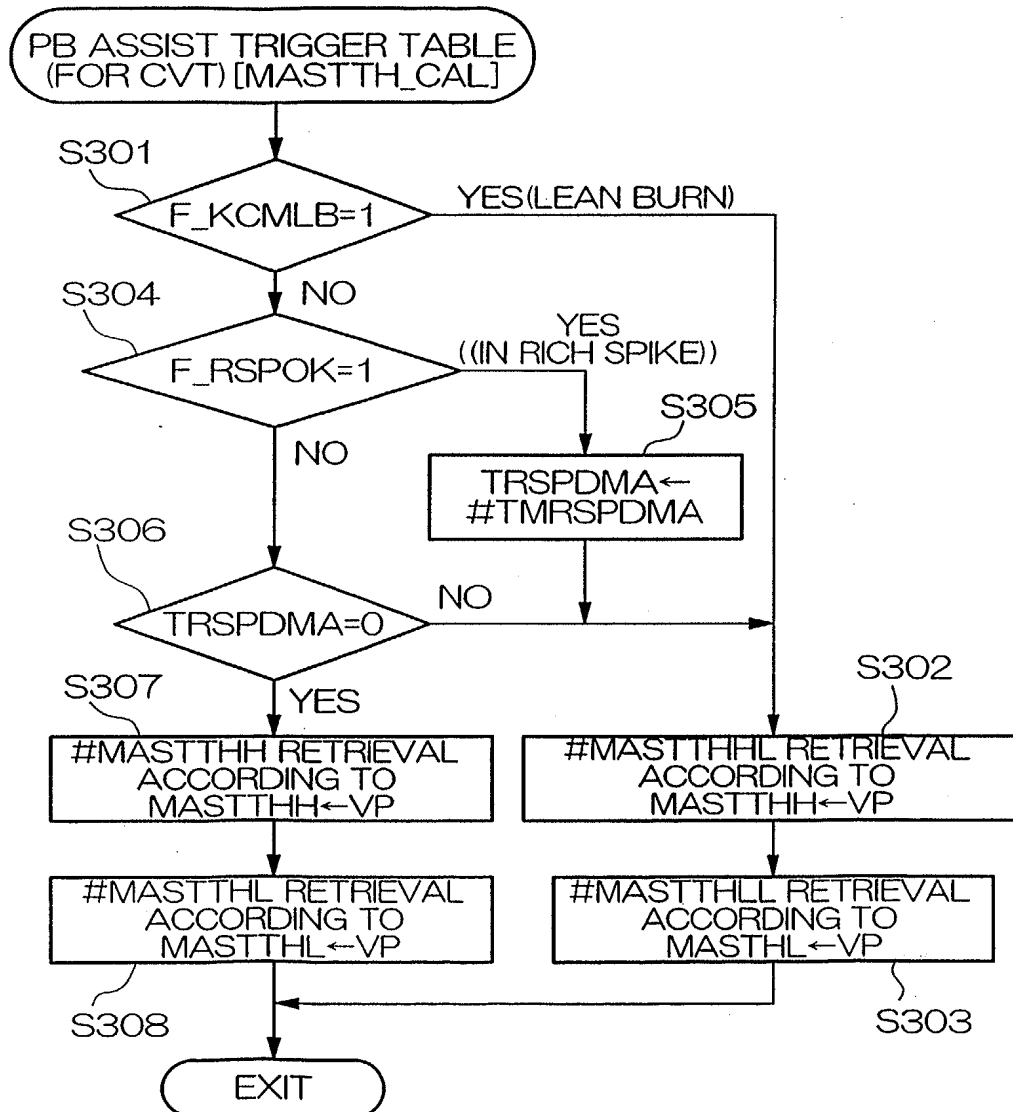 PB ASSIST TRIGGER TABLE
(FOR CVT) [MASTTH_CAL]
S301
F_KCMLB=1
YES(LEAN BURN)
NO
S304
F_RSPOK=1
YES
((IN RICH SPIKE))
NO
S305
TRSPDMA←
#TMRSPDMA
S306
TRSPDMA=0
NO
YES
S307
#MASTTHH RETRIEVAL
ACCORDING TO
MASTTHH←VP
S302
#MASTTHHL RETRIEVAL
ACCORDING TO
MASTTHH←VP
#MASTTHL RETRIEVAL
ACCORDING TO
MASTTHL←VP
S308
#MASTTHLL RETRIEVAL
ACCORDING TO
MASTHL←VP
S303
EXIT